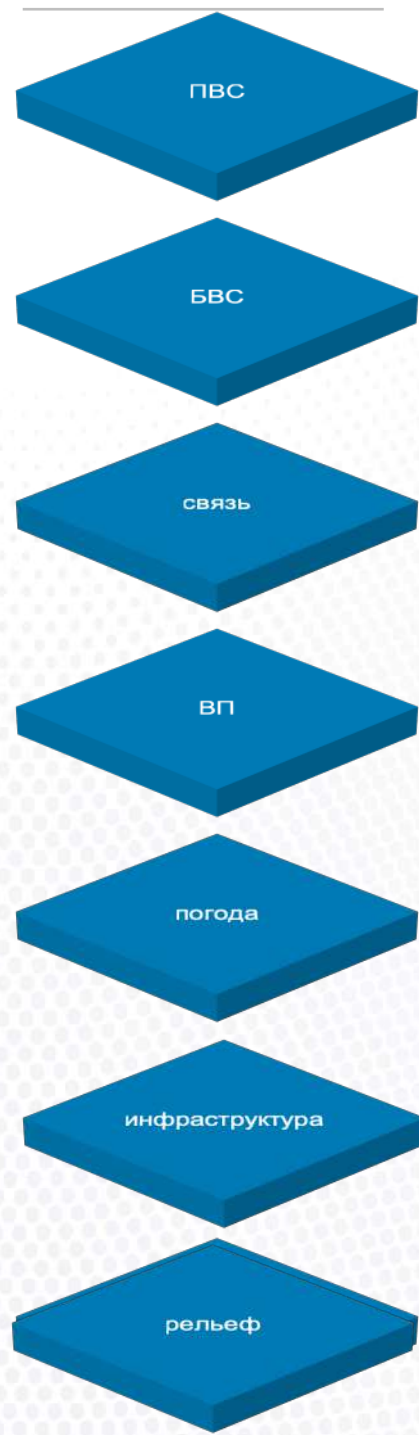 ПВС
БВС
связь
ВП
погода
инфраструктура
рельеф